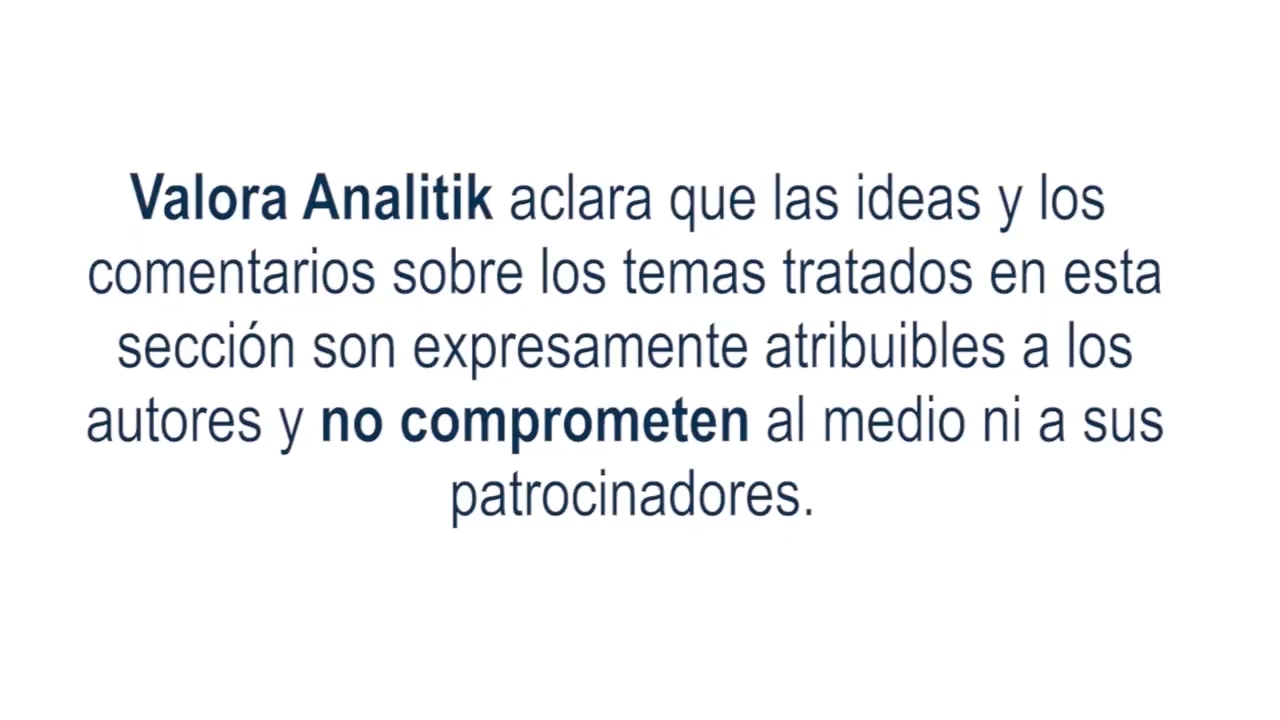 Valora Analitik aclara que las ideas y los
comentarios sobre los temas tratados en esta
sección son expresamente atribuibles a los
autores y no comprometen al medio ni a sus
patrocinadores.